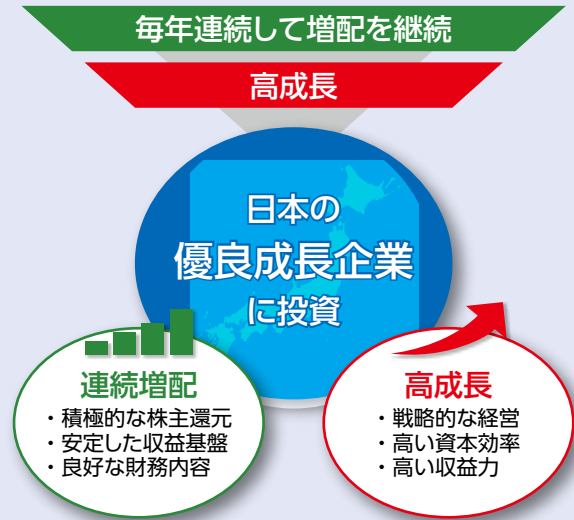 毎年連続して増配を継続
高成長
日本の
優良成長企業
に投資
連続増配
・積極的な株主還元
・安定した収益基盤
・良好な財務内容
高成長
・戦略的な経営
・高い資本効率
・高い収益力